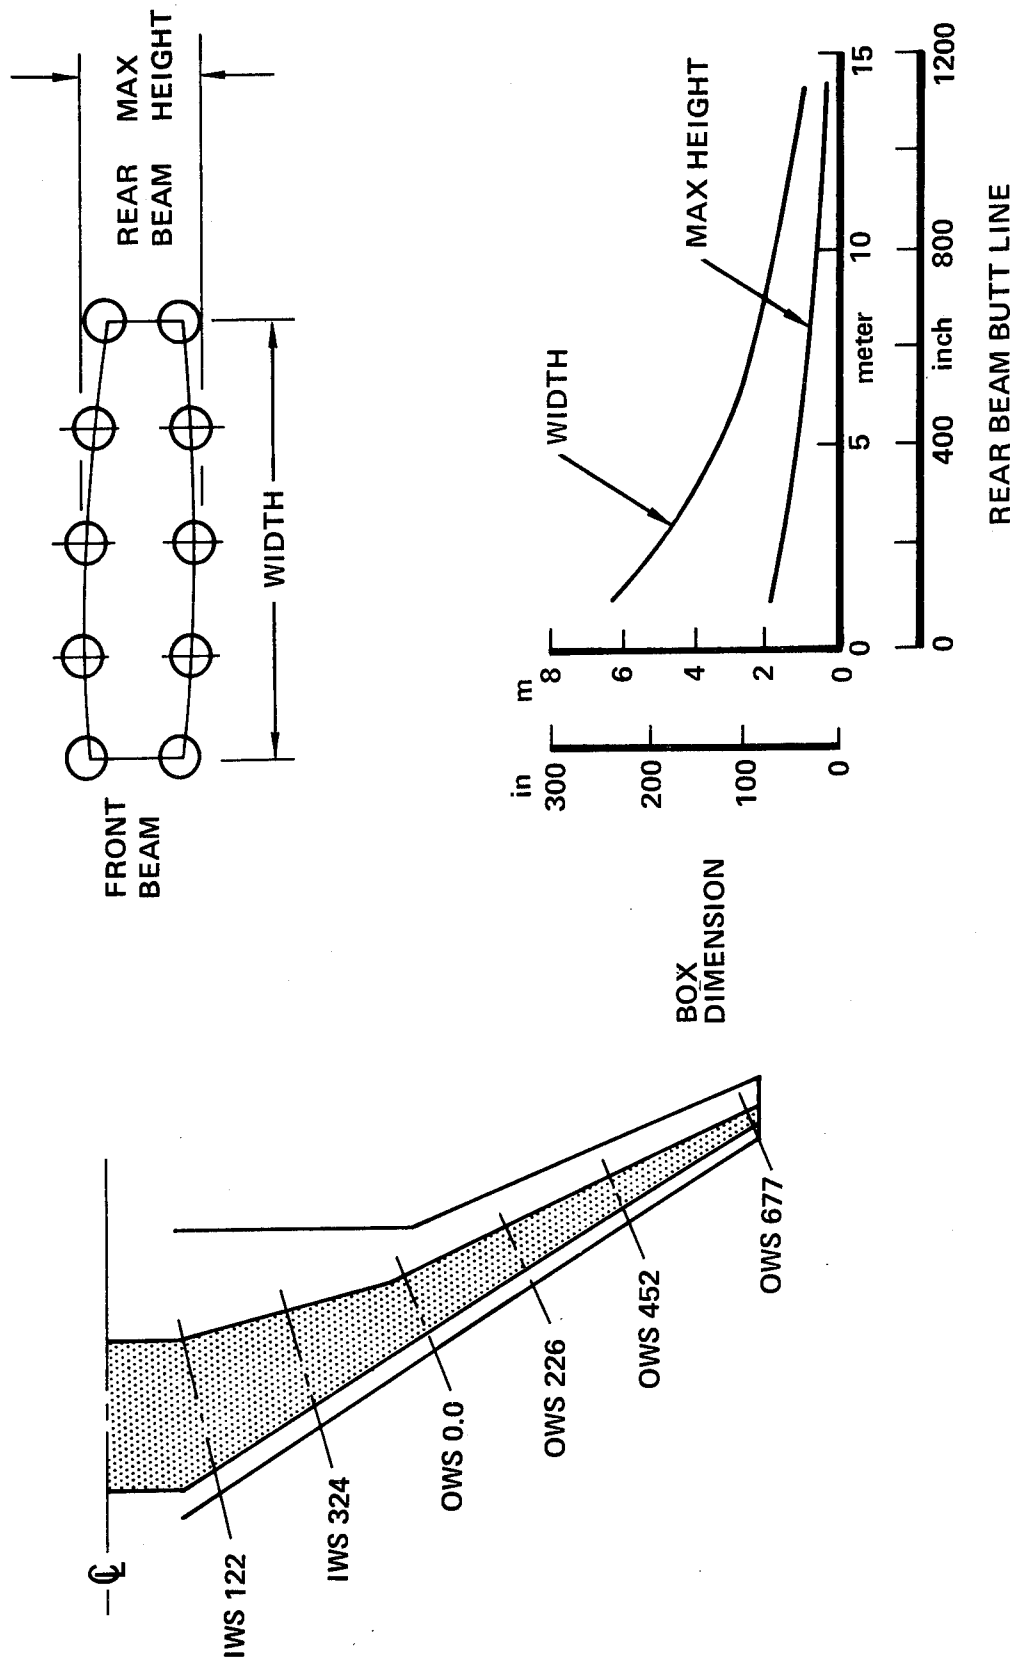 FRONT
BEAM
REAR
BEAM
MAX
HEIGHT
WIDTH
℄
IWS 122
IWS 324
OWS 0.0
OWS 226
OWS 452
OWS 677
BOX
DIMENSION
in
300
200
100
0
m
8
6
4
2
0
WIDTH
MAX HEIGHT
0
5
10
15
meter
0
400
800
1200
inch
REAR BEAM BUTT LINE